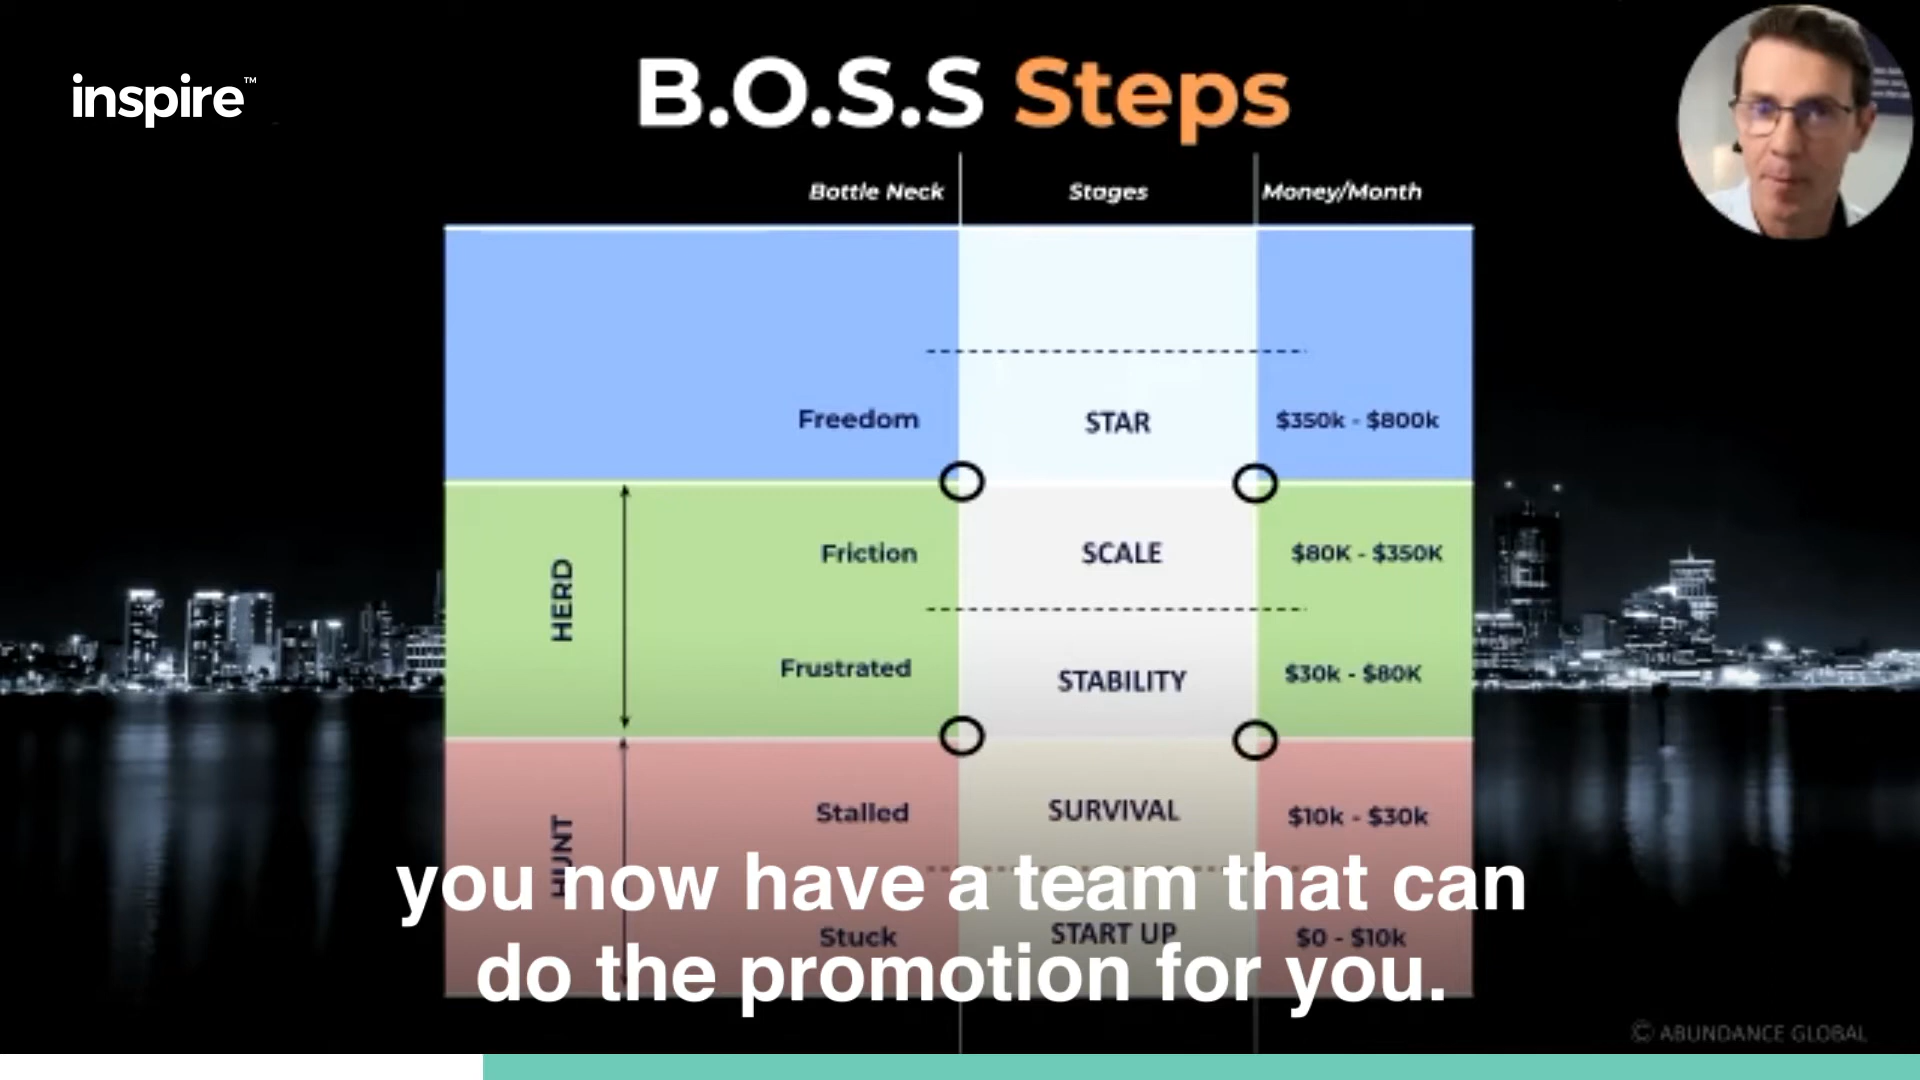 inspire™
B.O.S.S Steps
Bottle Neck Stages Money/Month
Freedom STAR $350k - $800k
HERD
Friction SCALE $80K - $350K
Frustrated STABILITY $30k - $80K
HUNT
Stalled SURVIVAL $10k - $30k
you now have a team that can
Stuck START UP $0 - $10k
do the promotion for you.
© ABUNDANCE GLOBAL